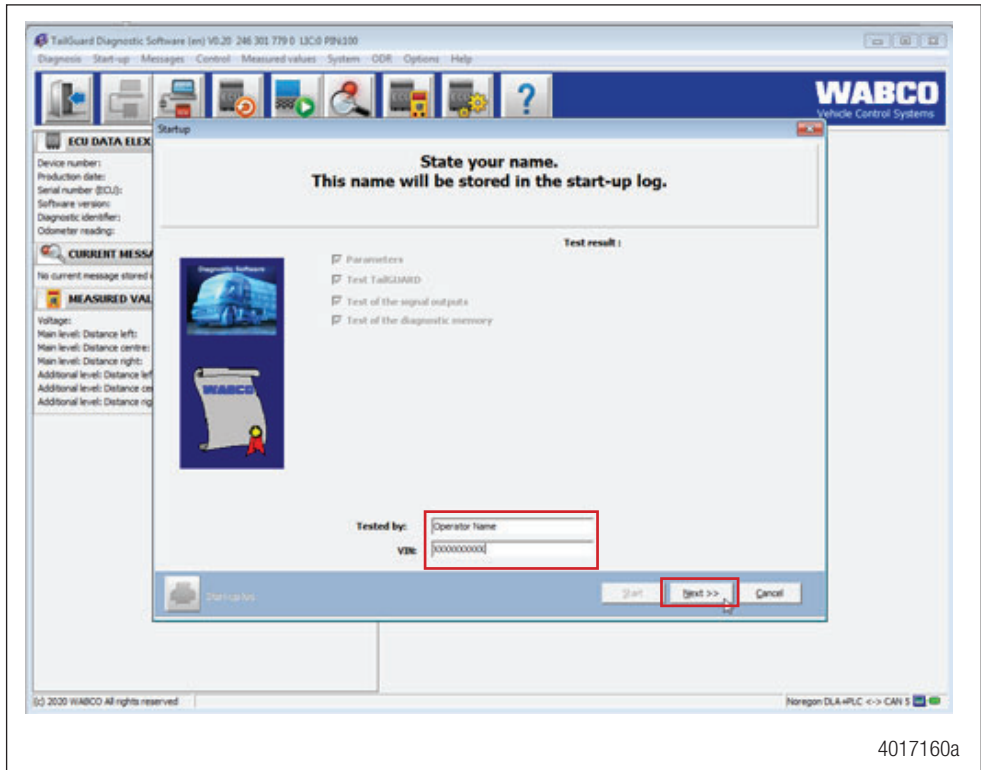 TailGuard Diagnostic Software (en) V0.20 246 301 779 0 LIC:0 PIN:100
Diagnosis Start-up Messages Control Measured values System ODR Options Help
WABCO
Vehicle Control Systems
Startup
ECU DATA ELEX
Device number:
Production date:
Serial number (ECU):
Software version:
Diagnostic identifier:
Odometer reading:
CURRENT MESSA
No current message stored i
MEASURED VAL
Voltage:
Main level: Distance left:
Main level: Distance centre:
Main level: Distance right:
Additional level: Distance lef
Additional level: Distance cen
Additional level: Distance rig
State your name.
This name will be stored in the start-up log.
Test result :
Parameters
Test TailGUARD
Test of the signal outputs
Test of the diagnostic memory
Diagnostic Software
WABCO
Tested by: Operator Name
VIN: XXXXXXXXXX
Start-up log
Start Next >> Cancel
(c) 2020 WABCO All rights reserved
Noregon DLA+PLC <-> CAN 5
4017160a